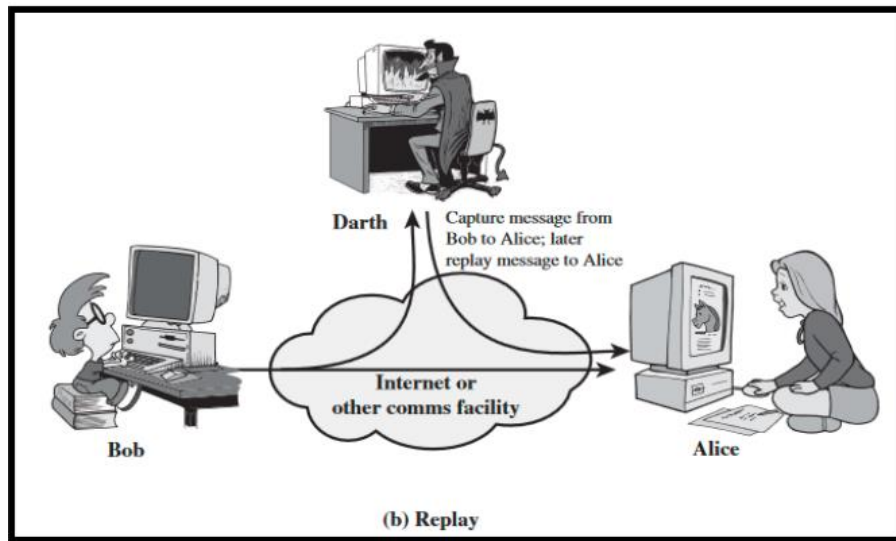 Darth
Capture message from
Bob to Alice; later
replay message to Alice
Internet or
other comms facility
Bob
Alice
(b) Replay